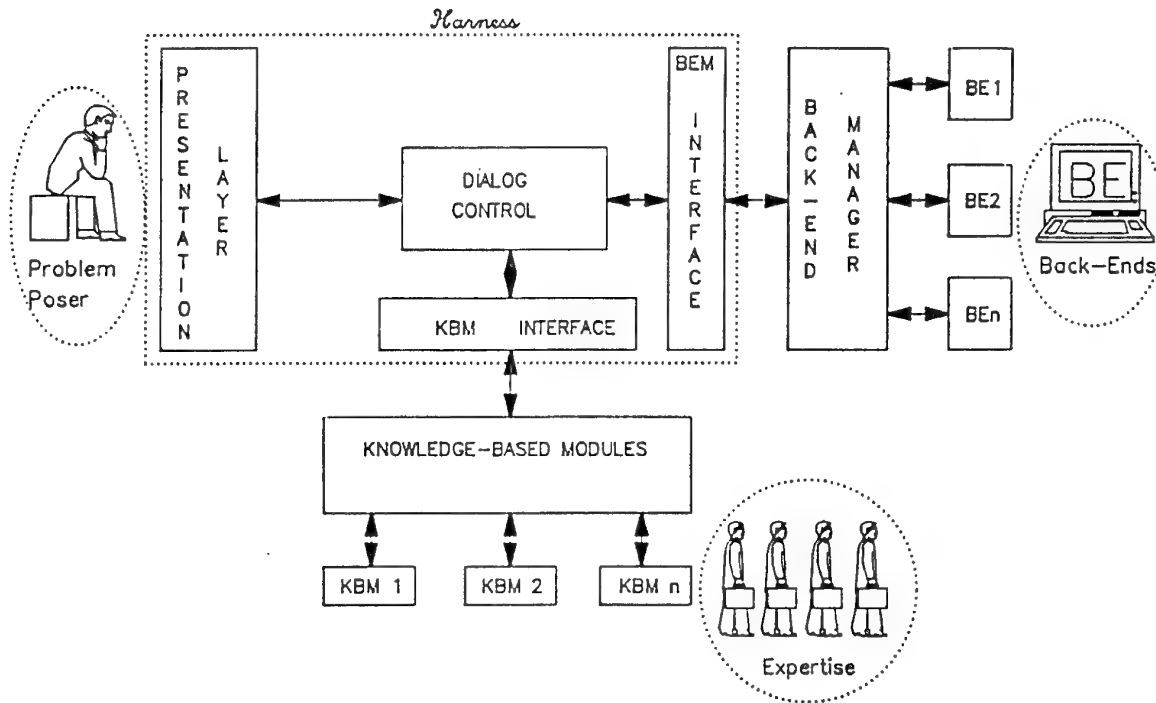 Harness
PRESENTATION
LAYER
DIALOG
CONTROL
KBM INTERFACE
BEM
INTERFACE
BACK-END
MANAGER
BE1
BE2
BEn
BE
Back-Ends
Problem
Poser
KNOWLEDGE-BASED MODULES
KBM 1
KBM 2
KBM n
Expertise